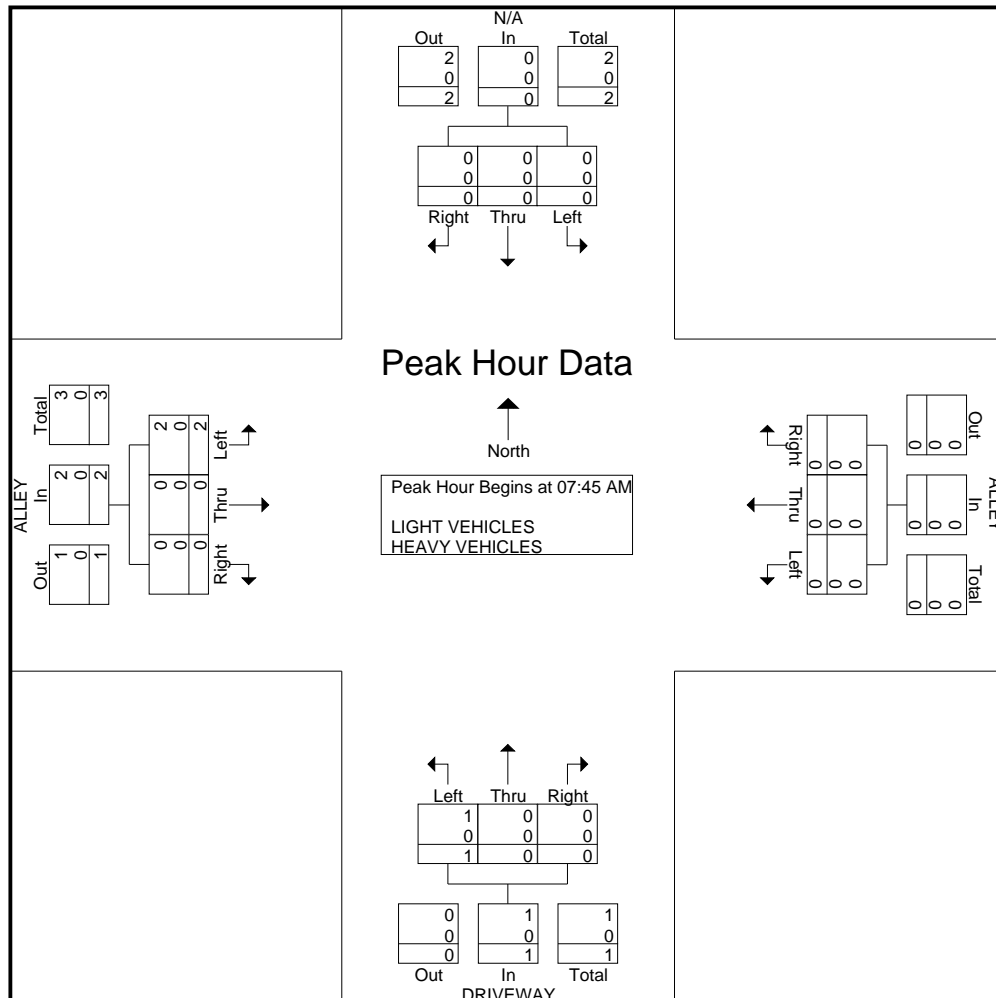 N/A
Out In Total
2 0 2
0 0 0
2 0 2
0 0 0
0 0 0
0 0 0
Right Thru Left
Peak Hour Data
North
Peak Hour Begins at 07:45 AM
LIGHT VEHICLES
HEAVY VEHICLES
ALLEY
Total In Out
3 2 1
0 0 0
3 2 1
2 0 0
0 0 0
2 0 0
Left Thru Right
Right Thru Left
0 0 0
0 0 0
0 0 0
Out In Total
0 0 0
0 0 0
0 0 0
ALLEY
Left Thru Right
1 0 0
0 0 0
1 0 0
0 1 1
0 0 0
0 1 1
Out In Total
DRIVEWAY